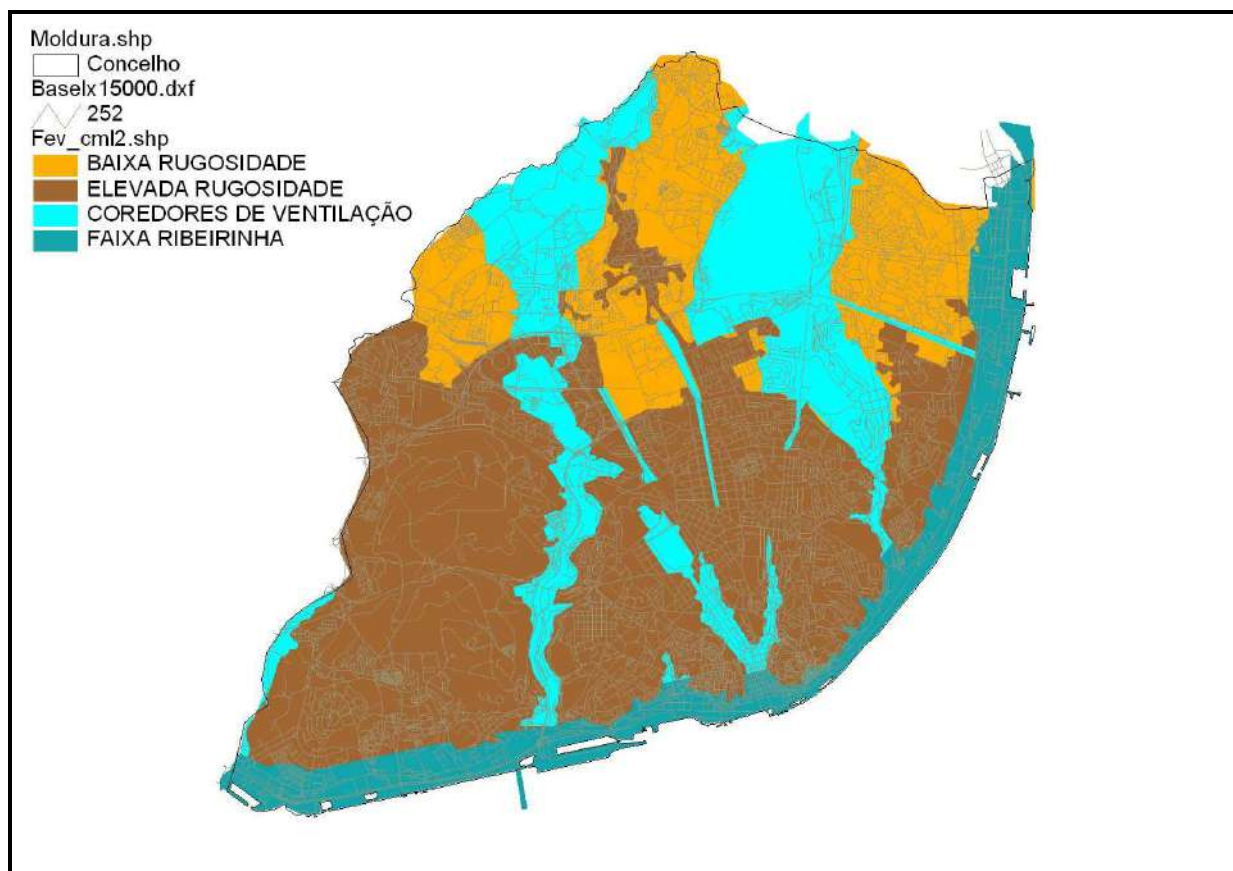 Moldura.shp
Concelho
Baselx15000.dxf
252
Fev_cml2.shp
BAIXA RUGOSIDADE
ELEVADA RUGOSIDADE
COREDORES DE VENTILAÇÃO
FAIXA RIBEIRINHA